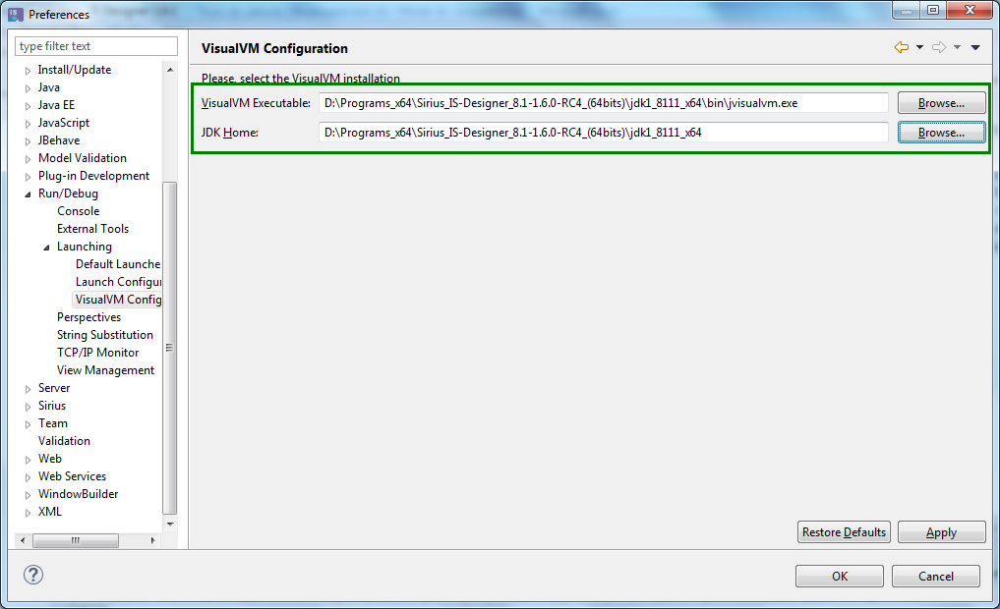 Preferences
type filter text
Install/Update
Java
Java EE
JavaScript
JBehave
Model Validation
Plug-in Development
Run/Debug
Console
External Tools
Launching
Default Launche
Launch Configur
VisualVM Config
Perspectives
String Substitution
TCP/IP Monitor
View Management
Server
Sirius
Team
Validation
Web
Web Services
WindowBuilder
XML
VisualVM Configuration
Please, select the VisualVM installation
VisualVM Executable: D:\Programs_x64\Sirius_IS-Designer_8.1-1.6.0-RC4_(64bits)\jdk1_8111_x64\bin\jvisualvm.exe Browse...
JDK Home: D:\Programs_x64\Sirius_IS-Designer_8.1-1.6.0-RC4_(64bits)\jdk1_8111_x64 Browse...
Restore Defaults Apply
? OK Cancel